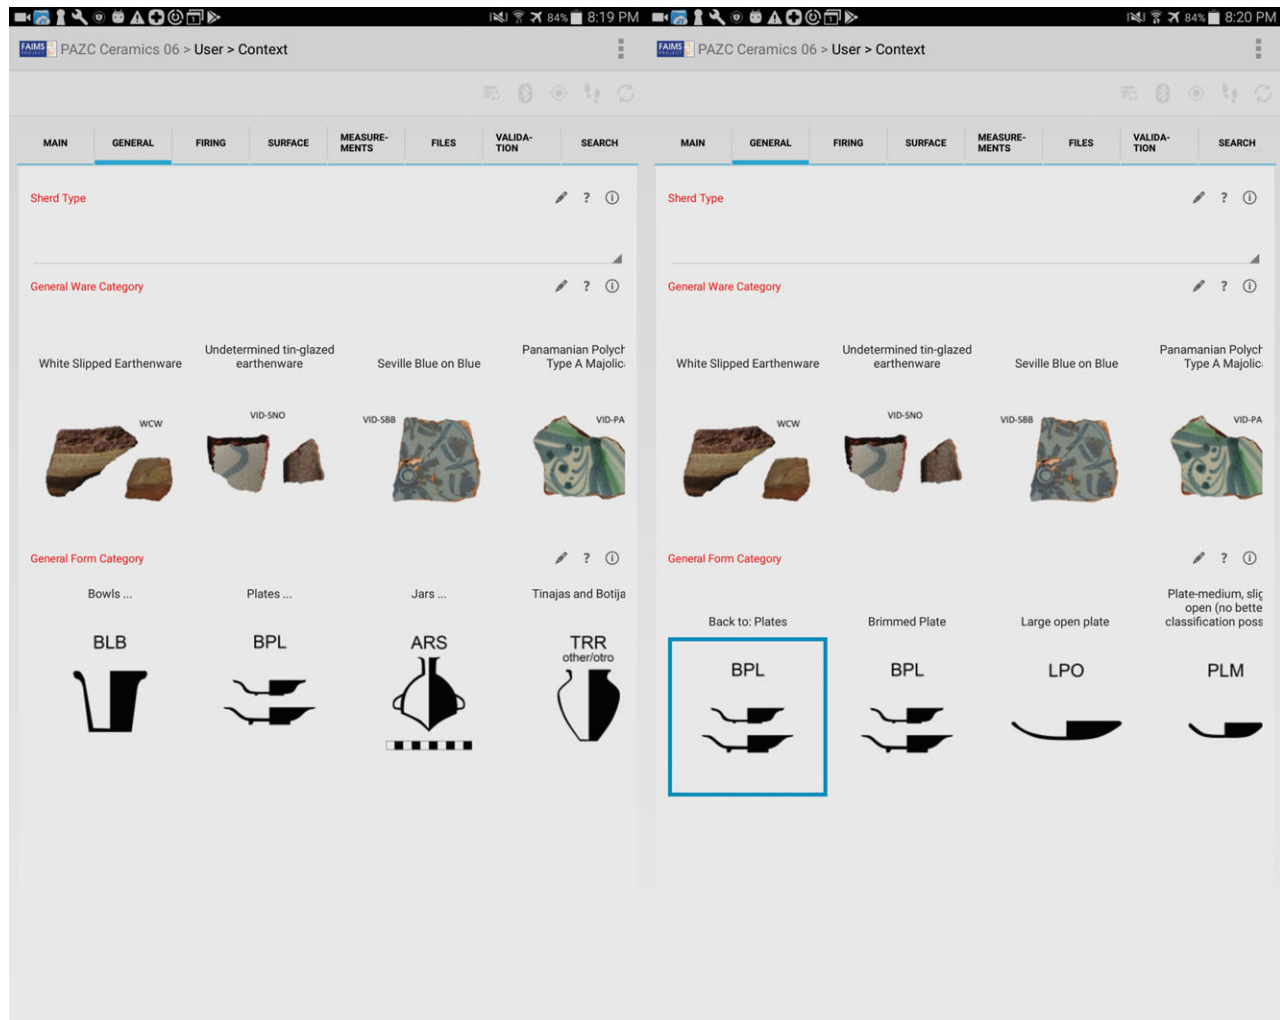 84% 8:19 PM
FAIMS PROJECT PAZC Ceramics 06 > User > Context
MAIN GENERAL FIRING SURFACE MEASURE-
MENTS FILES VALIDA-
TION SEARCH
Sherd Type ?
General Ware Category ?
White Slipped Earthenware
Undetermined tin-glazed
earthenware
Seville Blue on Blue
Panamanian Polych
Type A Majolic
WCW
VID-SNO
VID-SBB
VID-PA
General Form Category ?
Bowls ...
Plates ...
Jars ...
Tinajas and Botija
BLB
BPL
ARS
TRR
other/otro
84% 8:20 PM
FAIMS PROJECT PAZC Ceramics 06 > User > Context
MAIN GENERAL FIRING SURFACE MEASURE-
MENTS FILES VALIDA-
TION SEARCH
Sherd Type ?
General Ware Category ?
White Slipped Earthenware
Undetermined tin-glazed
earthenware
Seville Blue on Blue
Panamanian Polych
Type A Majolic
WCW
VID-SNO
VID-SBB
VID-PA
General Form Category ?
Back to: Plates
Brimmed Plate
Large open plate
Plate-medium, slig
open (no bette
classification poss
BPL
BPL
LPO
PLM